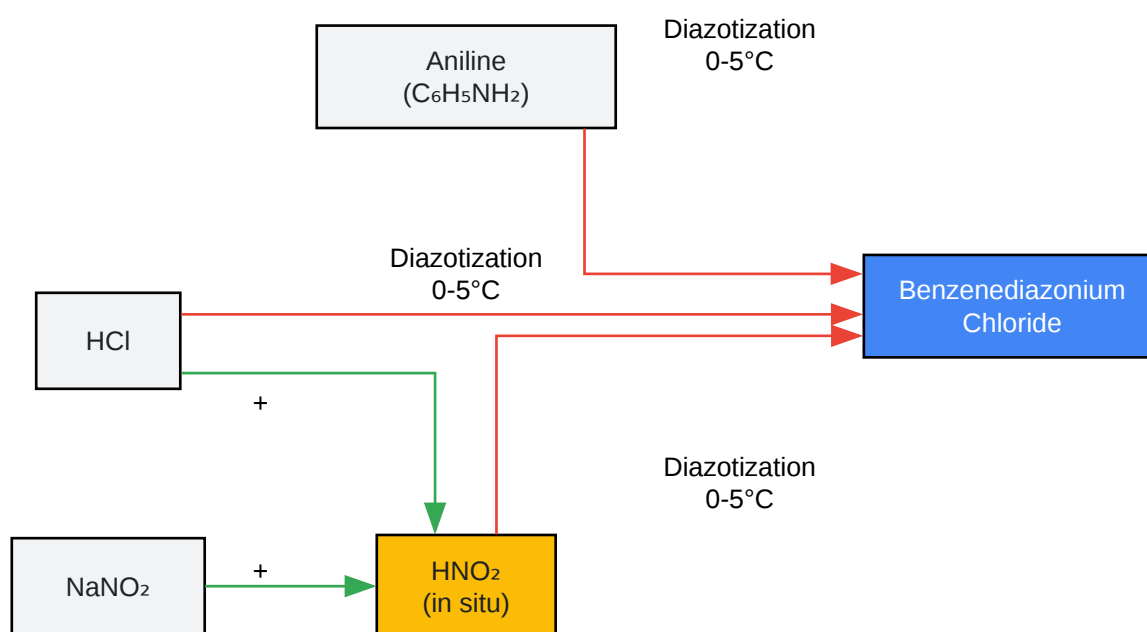 Diazotization
0-5°C
Aniline
(C₆H₅NH₂)
Diazotization
0-5°C
Benzenediazonium
Chloride
HCl
+
Diazotization
0-5°C
NaNO₂
+
HNO₂
(in situ)